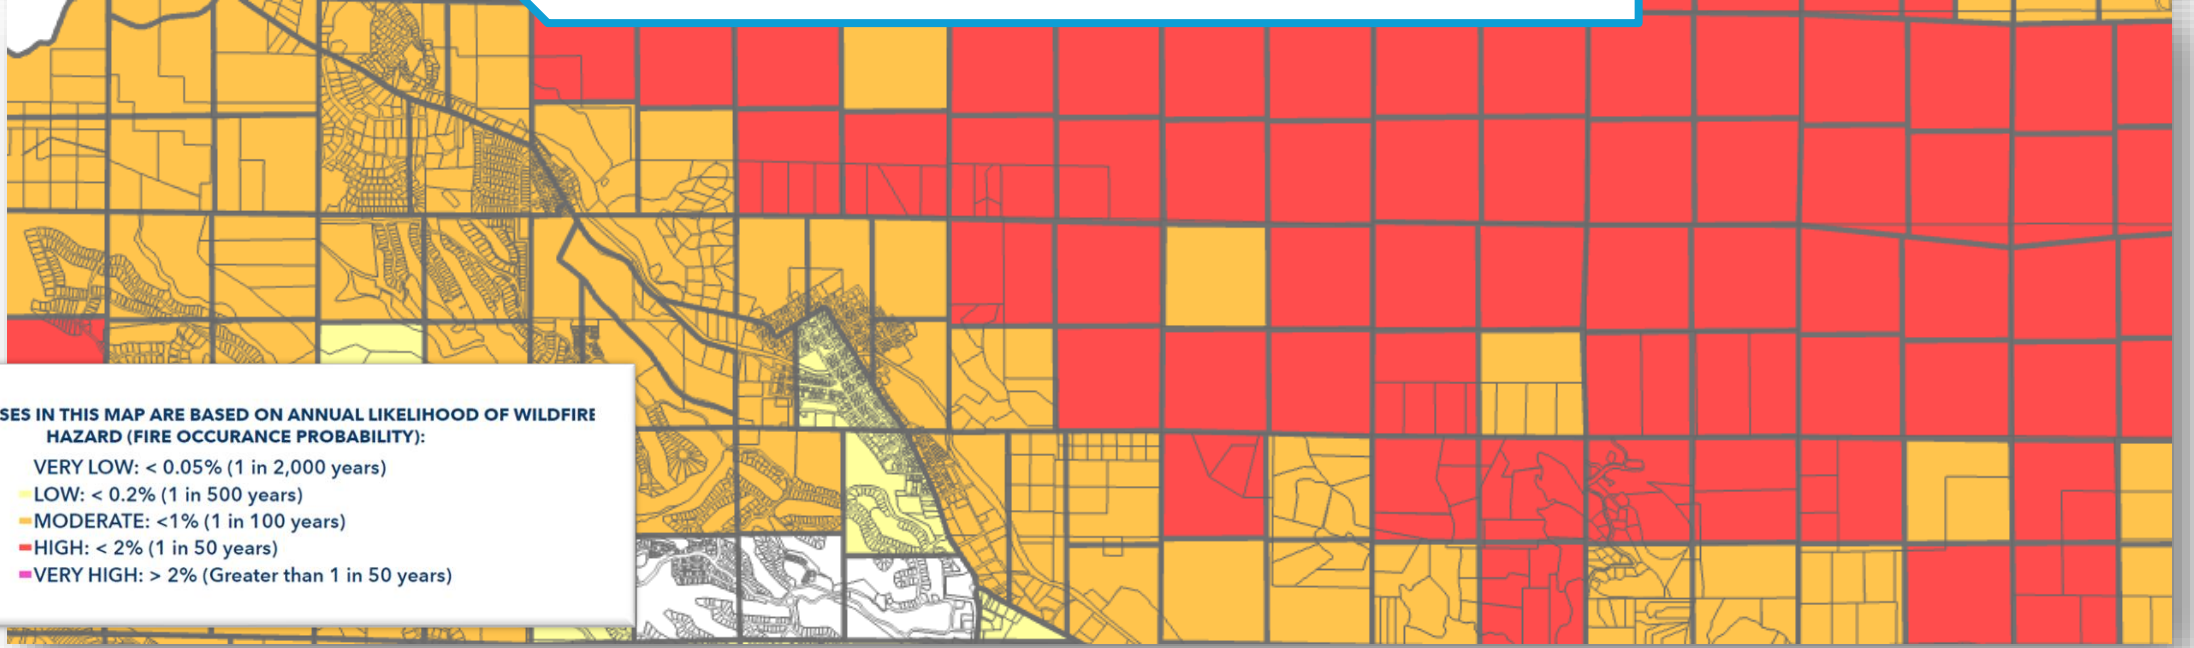 SES IN THIS MAP ARE BASED ON ANNUAL LIKELIHOOD OF WILDFIRE
HAZARD (FIRE OCCURANCE PROBABILITY):
VERY LOW: < 0.05% (1 in 2,000 years)
LOW: < 0.2% (1 in 500 years)
MODERATE: <1% (1 in 100 years)
HIGH: < 2% (1 in 50 years)
VERY HIGH: > 2% (Greater than 1 in 50 years)